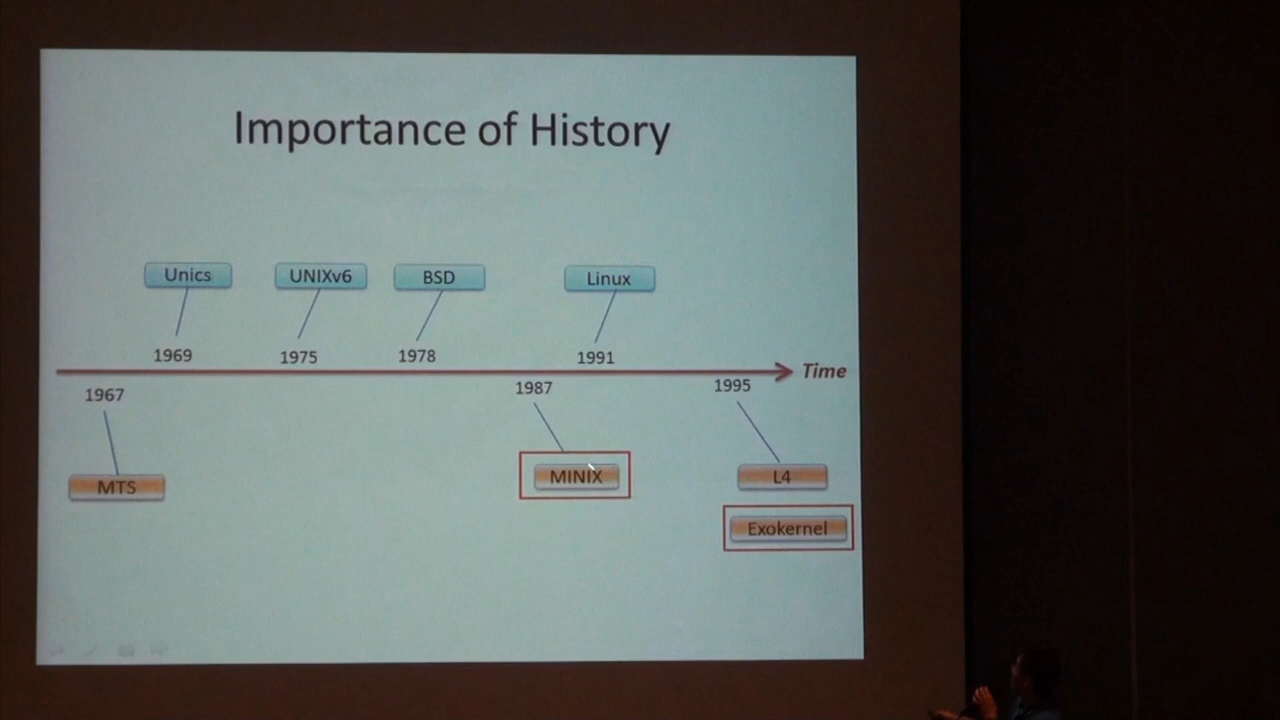 Importance of History
Unics
UNIXv6
BSD
Linux
1969
1975
1978
1991
Time
1967
1987
1995
MTS
MINIX
L4
Exokernel